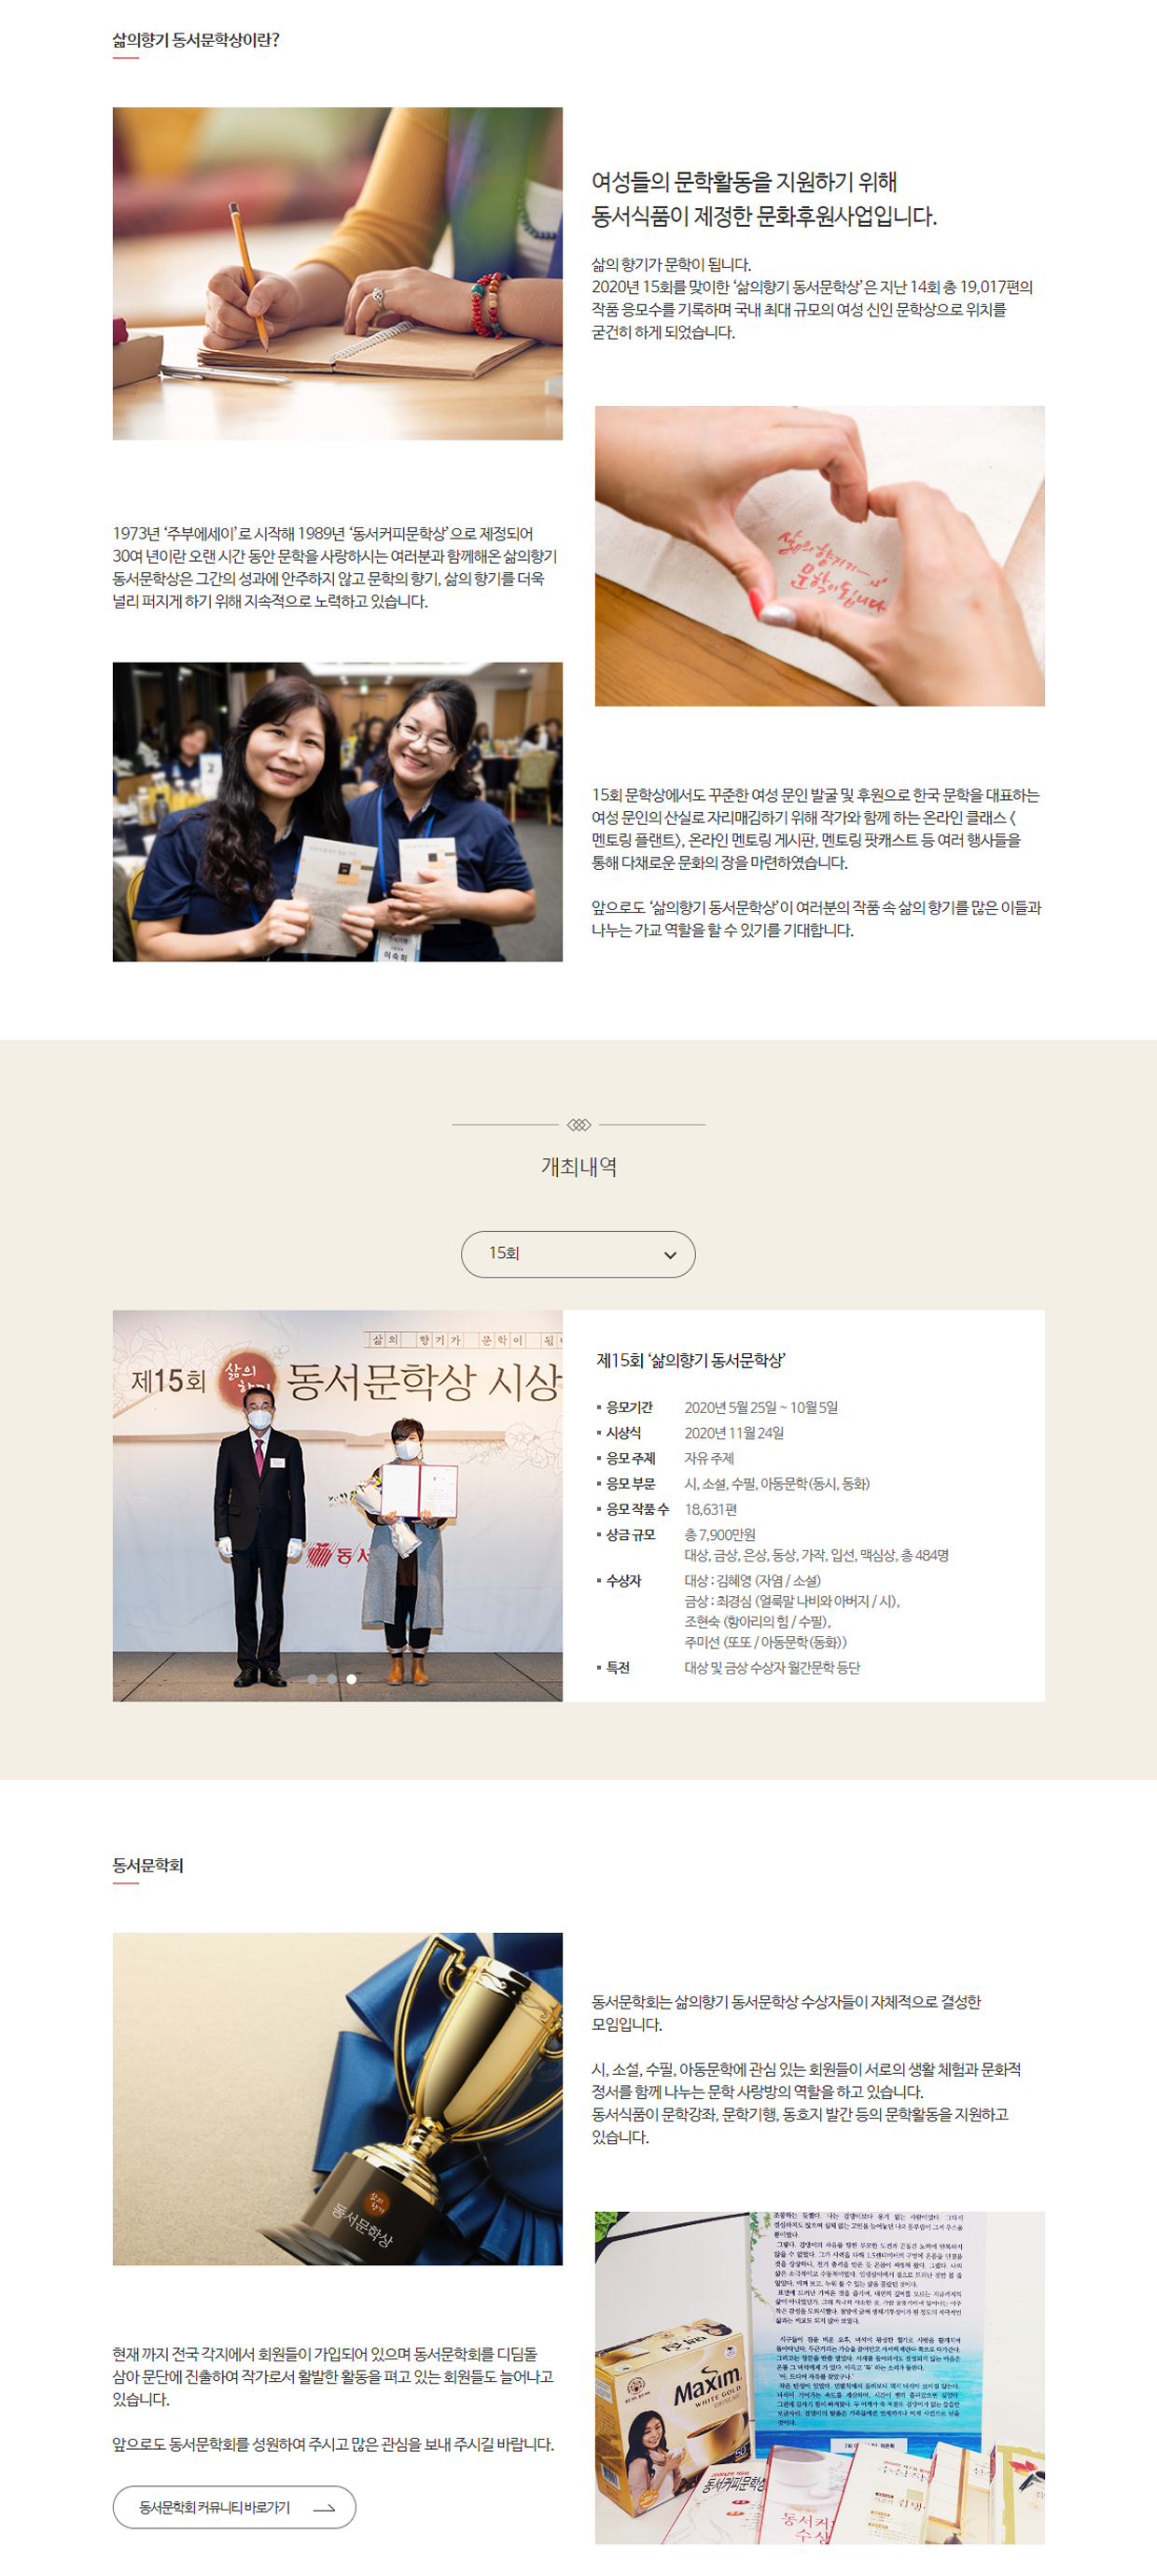 삶의향기 동서문학상이란?
여성들의 문학활동을 지원하기 위해
동서식품이 제정한 문화후원사업입니다.
삶의 향기가 문학이 됩니다.
2020년 15회를 맞이한 ‘삶의향기 동서문학상’은 지난 14회 총 19,017편의
작품 응모수를 기록하며 국내 최대 규모의 여성 신인 문학상으로 위치를
굳건히 하게 되었습니다.
삶의향기가
문학이됩니다
1973년 ‘주부에세이’로 시작해 1989년 ‘동서커피문학상’으로 제정되어
30여 년이란 오랜 시간 동안 문학을 사랑하시는 여러분과 함께해온 삶의향기
동서문학상은 그간의 성과에 안주하지 않고 문학의 향기, 삶의 향기를 더욱
널리 퍼지게 하기 위해 지속적으로 노력하고 있습니다.
2
이숙희
15회 문학상에서도 꾸준한 여성 문인 발굴 및 후원으로 한국 문학을 대표하는
여성 문인의 산실로 자리매김하기 위해 작가와 함께 하는 온라인 클래스 <
멘토링 플랜트>, 온라인 멘토링 게시판, 멘토링 팟캐스트 등 여러 행사들을
통해 다채로운 문화의 장을 마련하였습니다.
앞으로도 ‘삶의향기 동서문학상’이 여러분의 작품 속 삶의 향기를 많은 이들과
나누는 가교 역할을 할 수 있기를 기대합니다.
개최내역
15회
삶의 향기가 문학이 됩
제15회 삶의 향기 동서문학상 시상
동서
제15회 ‘삶의향기 동서문학상’
응모기간 2020년 5월 25일 ~ 10월 5일
시상식 2020년 11월 24일
응모 주제 자유 주제
응모 부문 시, 소설, 수필, 아동문학(동시, 동화)
응모 작품 수 18,631편
상금 규모 총 7,900만원
대상, 금상, 은상, 동상, 가작, 입선, 맥심상, 총 484명
수상자 대상 : 김혜영 (자염 / 소설)
금상 : 최경심 (얼룩말 나비와 아버지 / 시),
조현숙 (항아리의 힘 / 수필),
주미선 (또또 / 아동문학(동화))
특전 대상 및 금상 수상자 월간문학 등단
동서문학회
동서문학회는 삶의향기 동서문학상 수상자들이 자체적으로 결성한
모임입니다.
시, 소설, 수필, 아동문학에 관심 있는 회원들이 서로의 생활 체험과 문화적
정서를 함께 나누는 문학 사랑방의 역할을 하고 있습니다.
동서식품이 문학강좌, 문학기행, 동호지 발간 등의 문학활동을 지원하고
있습니다.
삶의
향기
동서문학상
현재 까지 전국 각지에서 회원들이 가입되어 있으며 동서문학회를 디딤돌
삼아 문단에 진출하여 작가로서 활발한 활동을 펴고 있는 회원들도 늘어나고
있습니다.
앞으로도 동서문학회를 성원하여 주시고 많은 관심을 보내 주시길 바랍니다.
동서문학회 커뮤니티 바로가기
Maxim
WHITE GOLD
동서커피문학상
동서커
수상